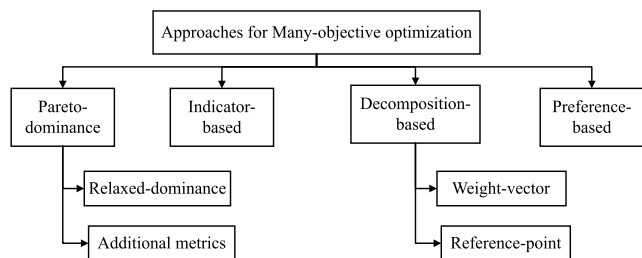 Approaches for Many-objective optimization
Pareto-
dominance
Indicator-
based
Decomposition-
based
Preference-
based
Relaxed-dominance
Additional metrics
Weight-vector
Reference-point